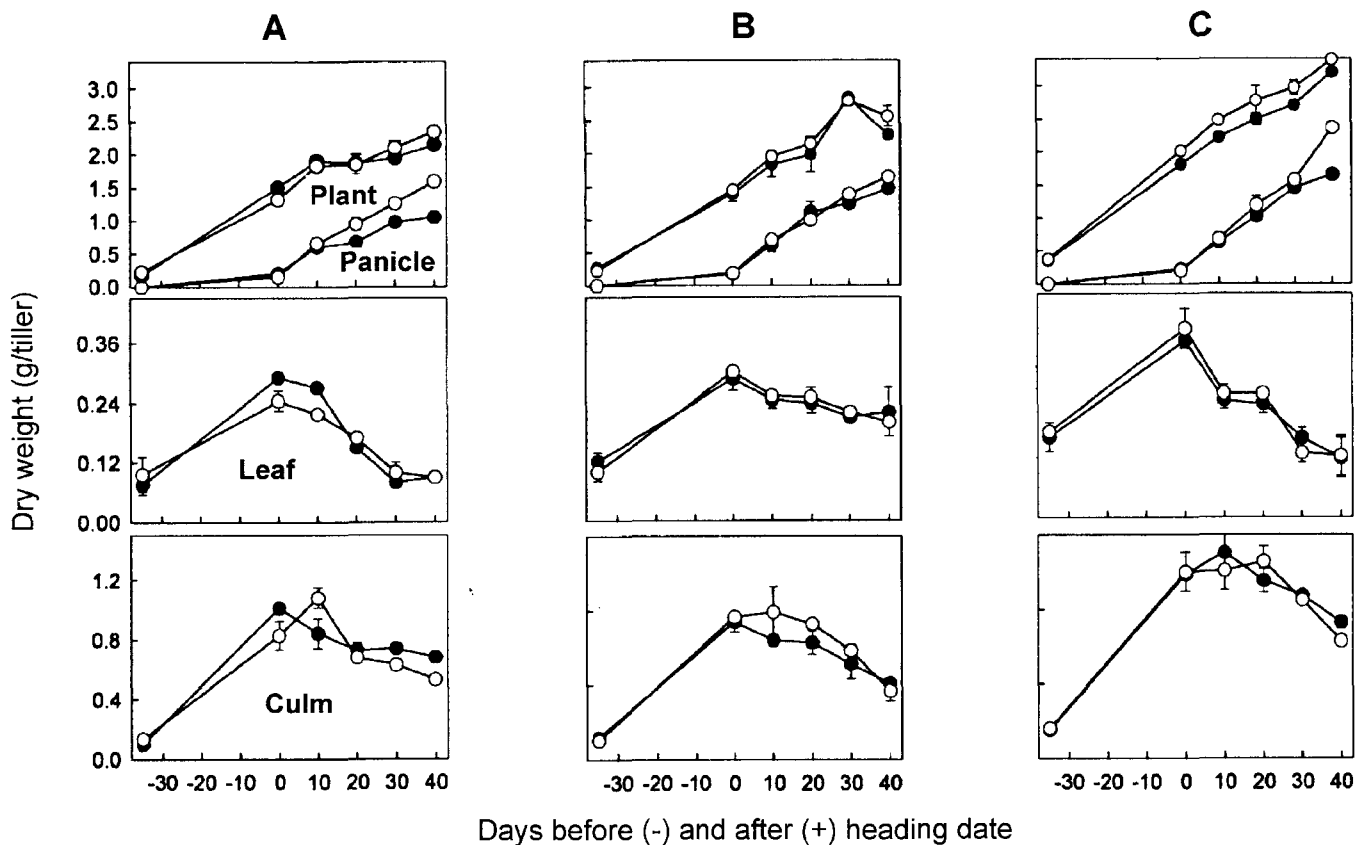 A B C
3.0
2.5
2.0
1.5
1.0
0.5
0.0
Plant
Panicle
0.36
0.24
0.12
0.00
Leaf
1.2
0.8
0.4
0.0
Culm
-30 -20 -10 0 10 20 30 40
-30 -20 -10 0 10 20 30 40
-30 -20 -10 0 10 20 30 40
Dry weight (g/tiller)
Days before (-) and after (+) heading date